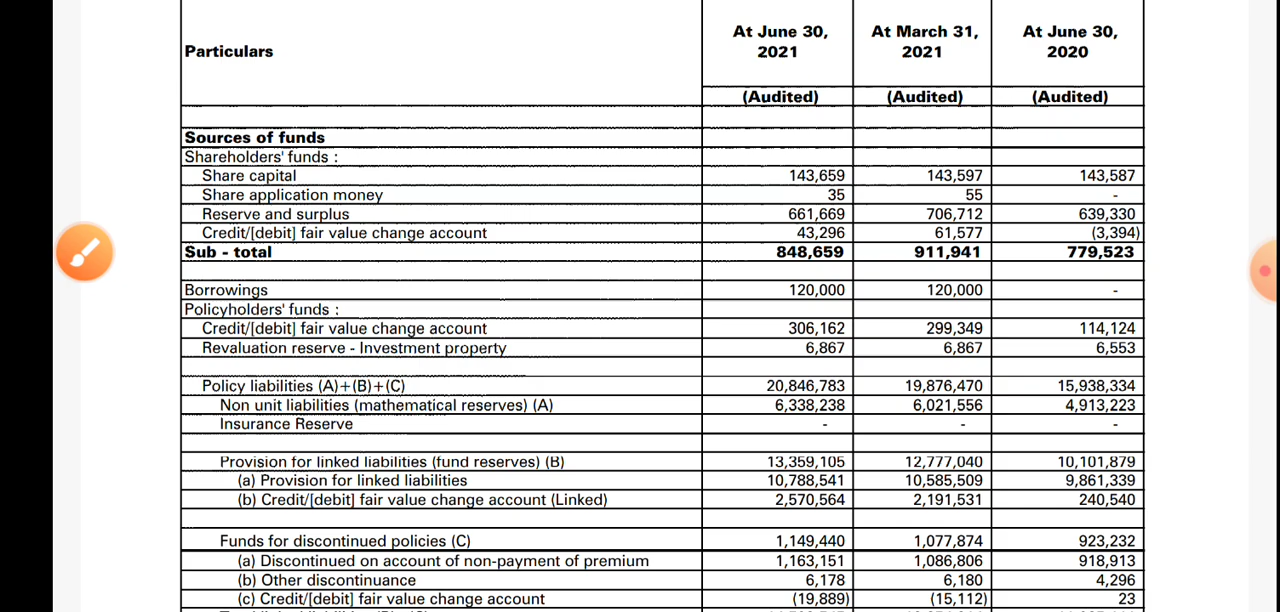 Particulars At June 30, 2021 At March 31, 2021 At June 30, 2020
(Audited) (Audited) (Audited)
Sources of funds
Shareholders' funds :
Share capital 143,659 143,597 143,587
Share application money 35 55 -
Reserve and surplus 661,669 706,712 639,330
Credit/[debit] fair value change account 43,296 61,577 (3,394)
Sub - total 848,659 911,941 779,523
Borrowings 120,000 120,000 -
Policyholders' funds :
Credit/[debit] fair value change account 306,162 299,349 114,124
Revaluation reserve - Investment property 6,867 6,867 6,553
Policy liabilities (A)+(B)+(C) 20,846,783 19,876,470 15,938,334
Non unit liabilities (mathematical reserves) (A) 6,338,238 6,021,556 4,913,223
Insurance Reserve - - -
Provision for linked liabilities (fund reserves) (B) 13,359,105 12,777,040 10,101,879
(a) Provision for linked liabilities 10,788,541 10,585,509 9,861,339
(b) Credit/[debit] fair value change account (Linked) 2,570,564 2,191,531 240,540
Funds for discontinued policies (C) 1,149,440 1,077,874 923,232
(a) Discontinued on account of non-payment of premium 1,163,151 1,086,806 918,913
(b) Other discontinuance 6,178 6,180 4,296
(c) Credit/[debit] fair value change account (19,889) (15,112) 23